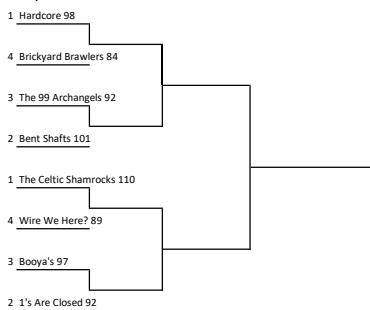 1 Hardcore 98
4 Brickyard Brawlers 84
3 The 99 Archangels 92
2 Bent Shafts 101
1 The Celtic Shamrocks 110
4 Wire We Here? 89
3 Booya's 97
2 1's Are Closed 92